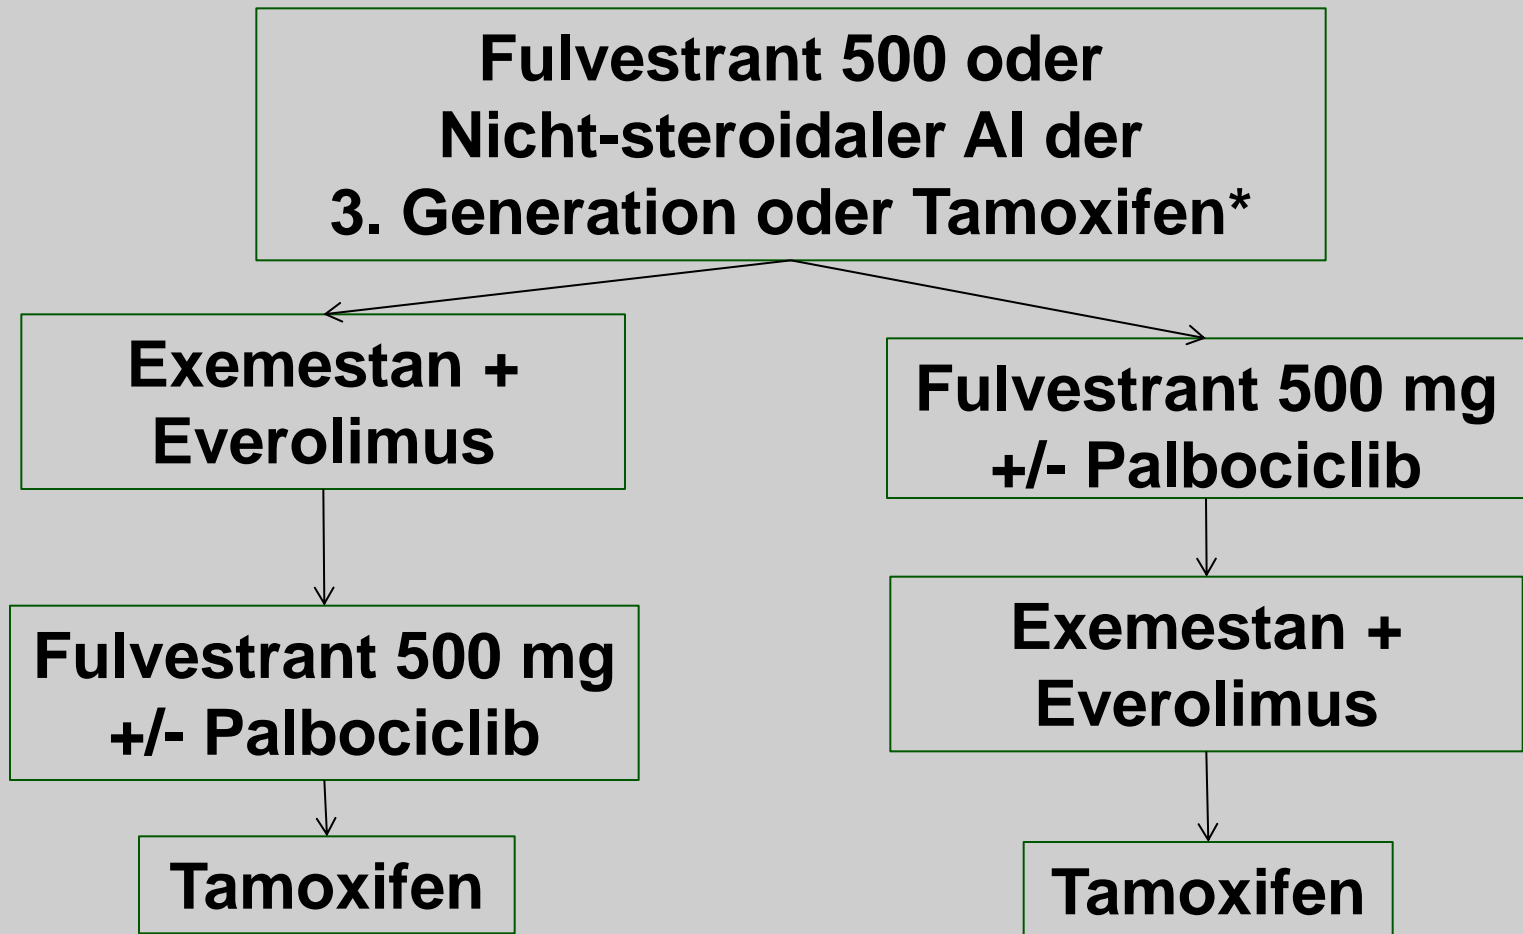 Fulvestrant 500 oder
Nicht-steroidaler AI der
3. Generation oder Tamoxifen*
Exemestan +
Everolimus
Fulvestrant 500 mg
+/- Palbociclib
Fulvestrant 500 mg
+/- Palbociclib
Exemestan +
Everolimus
Tamoxifen
Tamoxifen